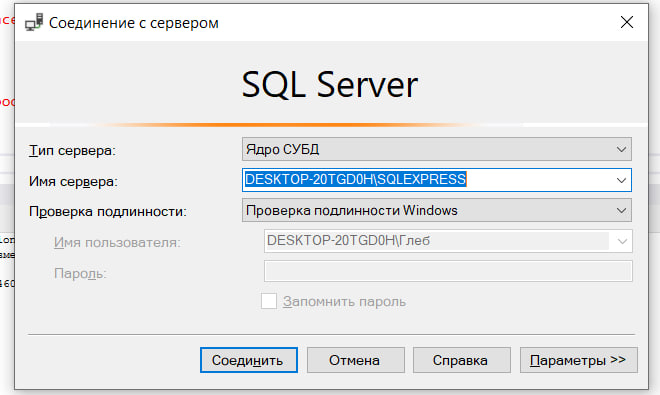 Соединение с сервером
SQL Server
Тип сервера: Ядро СУБД
Имя сервера: DESKTOP-20TGD0H\SQLEXPRESS
Проверка подлинности: Проверка подлинности Windows
Имя пользователя: DESKTOP-20TGD0H\Глеб
Пароль:
Запомнить пароль
Соединить Отмена Справка Параметры >>